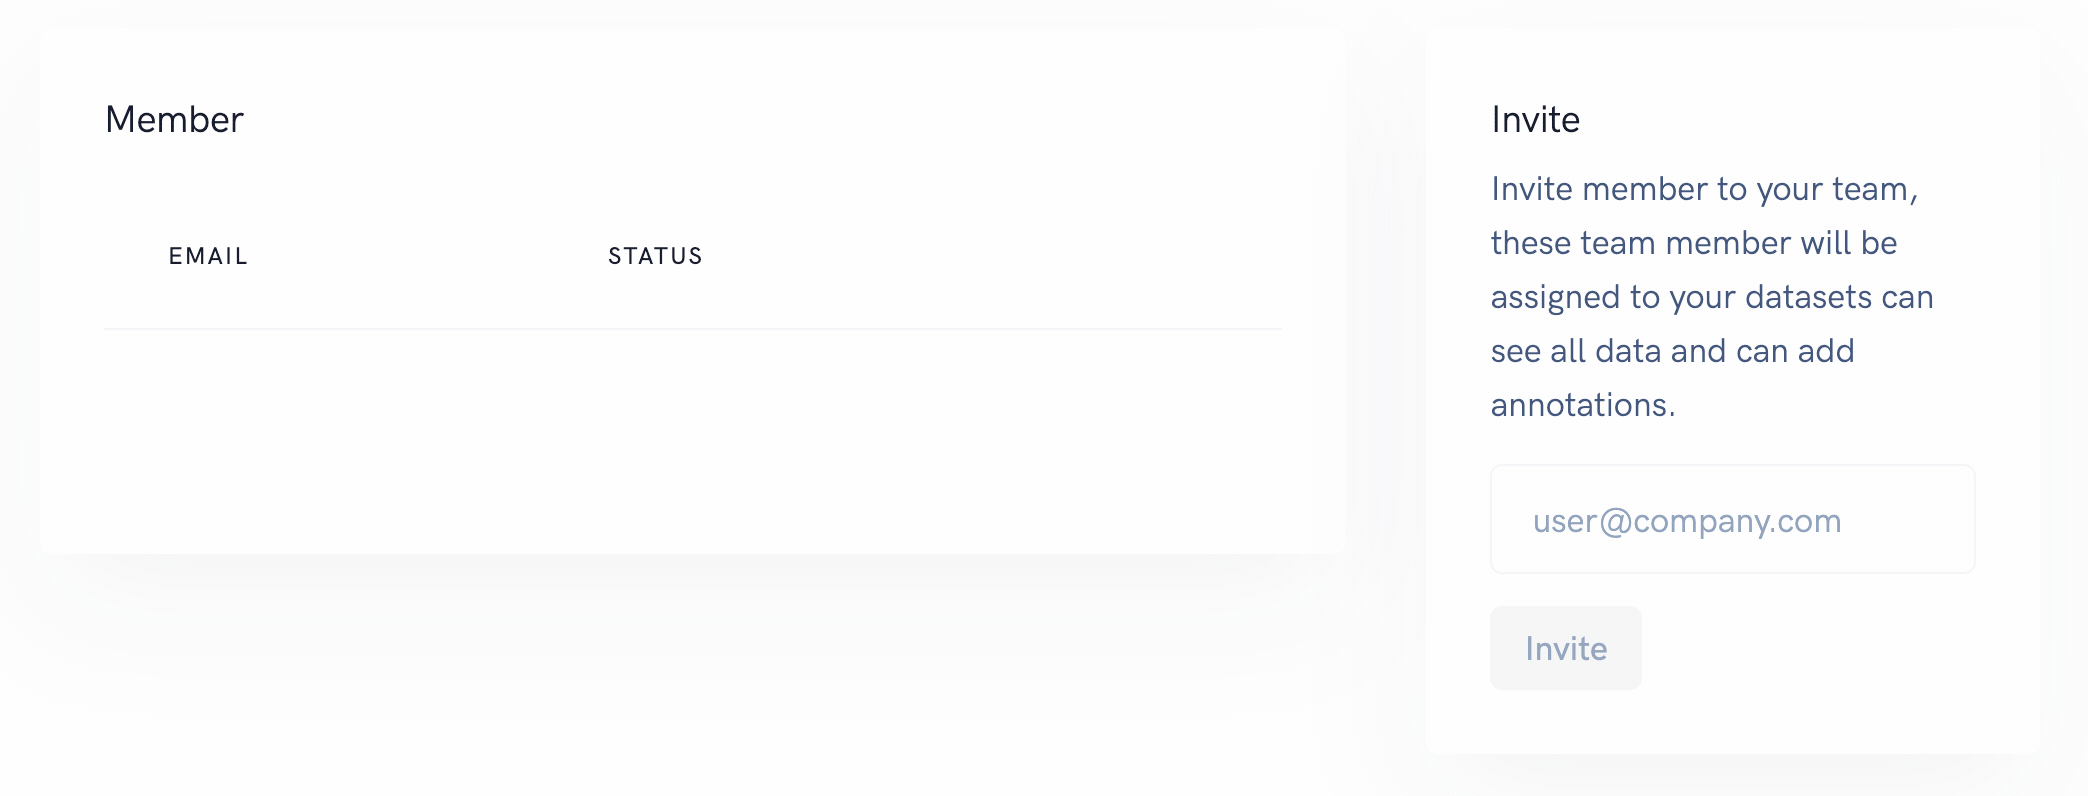 Member
EMAIL
STATUS
Invite
Invite member to your team,
these team member will be
assigned to your datasets can
see all data and can add
annotations.
user@company.com
Invite